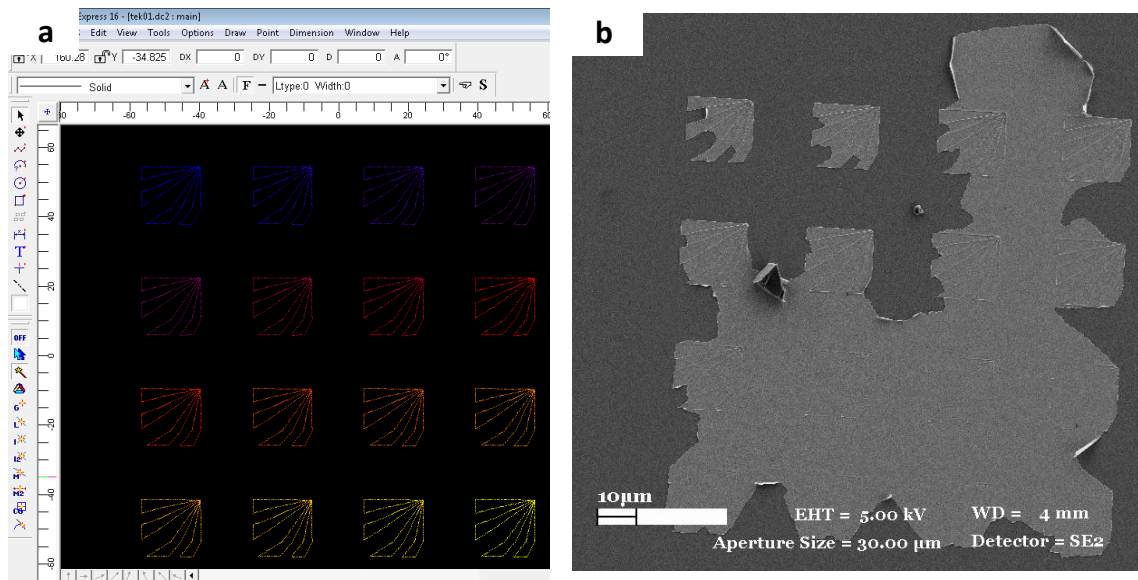 a
Express 16 - [tek01.dc2 : main]
Edit View Tools Options Draw Point Dimension Window Help
X 160.28 Y -34.825 DX 0 DY 0 D 0 A 0°
Solid A A F Ltype:0 Width:0 S
-40 -20 0 20 40 60
60
40
20
0
-20
-40
-60
T
OFF
G
L
I
I2
M
M2
CG
b
10µm
EHT = 5.00 kV WD = 4 mm
Aperture Size = 30.00 µm Detector = SE2